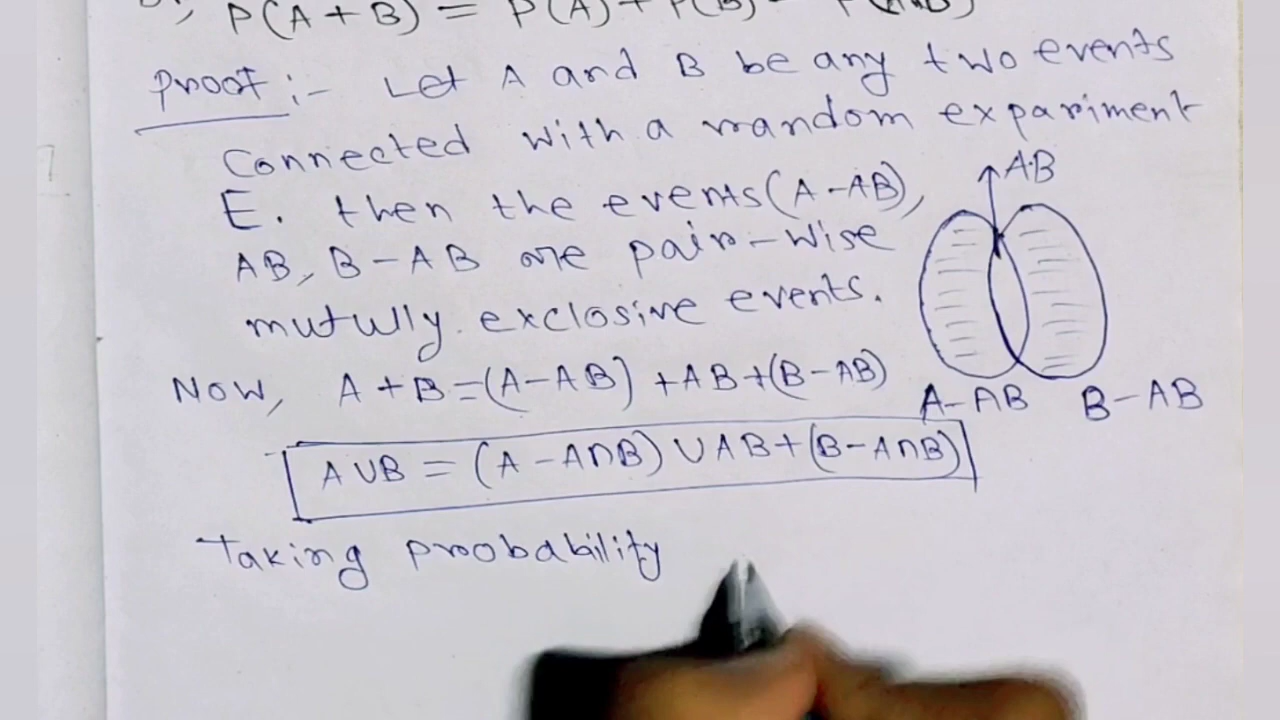 P(A+B) = P(A)+P(B)-
Proof :- Let A and B be any two events
Connected with a random expariment
E. then the events(A-AB),
AB, B-AB are pair-wise
mutully exclosive events.
AB
A-AB B-AB
Now, A+B=(A-AB)+AB+(B-AB)
A∪B = (A-A∩B)∪AB+(B-A∩B)
Taking probability